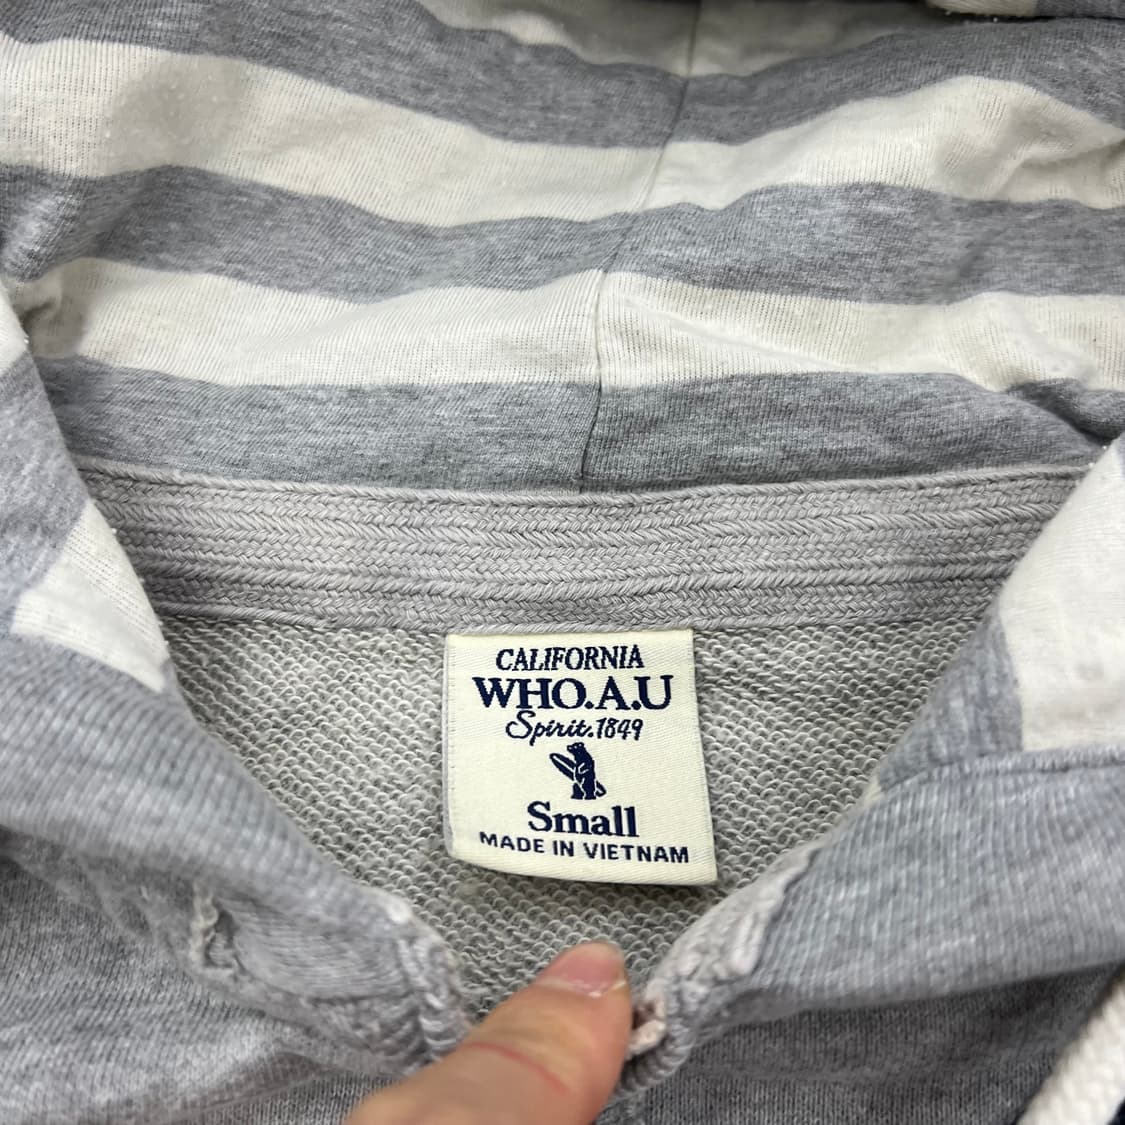 CALIFORNIA
WHO.A.U
Spirit.1849
Small
MADE IN VIETNAM